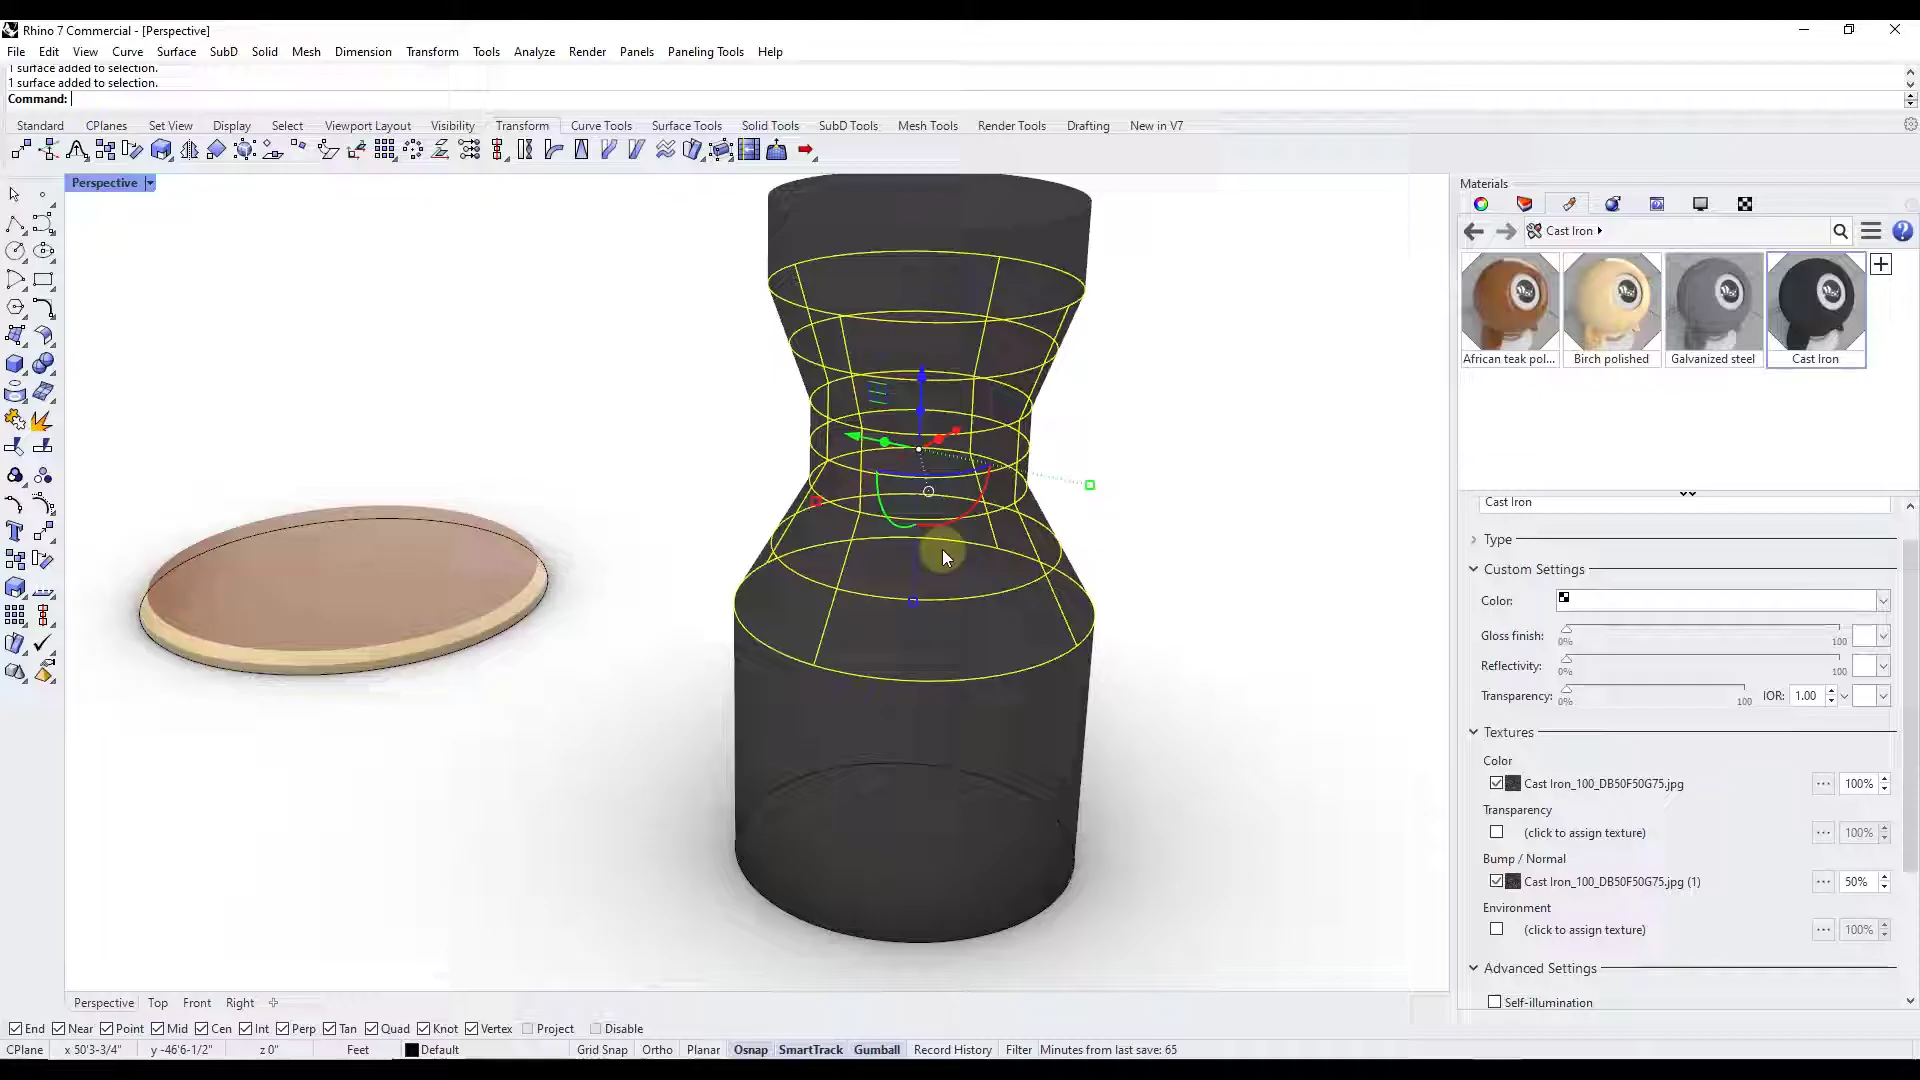 Rhino 7 Commercial - [Perspective]
File Edit View Curve Surface SubD Solid Mesh Dimension Transform Tools Analyze Render Panels Paneling Tools Help
1 surface added to selection.
1 surface added to selection.
Command:
Standard CPlanes Set View Display Select Viewport Layout Visibility Transform Curve Tools Surface Tools Solid Tools SubD Tools Mesh Tools Render Tools Drafting New in V7
Perspective
Materials
Cast Iron
African teak pol... Birch polished Galvanized steel Cast Iron
Cast Iron
Type
Custom Settings
Color:
Gloss finish: 0% 100
Reflectivity: 0% 100
Transparency: 0% 100 IOR: 1.00
Textures
Color
Cast Iron_100_DB50F50G75.jpg ... 100%
Transparency
(click to assign texture) ... 100%
Bump / Normal
Cast Iron_100_DB50F50G75.jpg (1) ... 50%
Environment
(click to assign texture) ... 100%
Advanced Settings
Self-illumination
Perspective Top Front Right
End Near Point Mid Cen Int Perp Tan Quad Knot Vertex Project Disable
CPlane x 50'3-3/4" y -46'6-1/2" z 0" Feet Default Grid Snap Ortho Planar Osnap SmartTrack Gumball Record History Filter Minutes from last save: 65